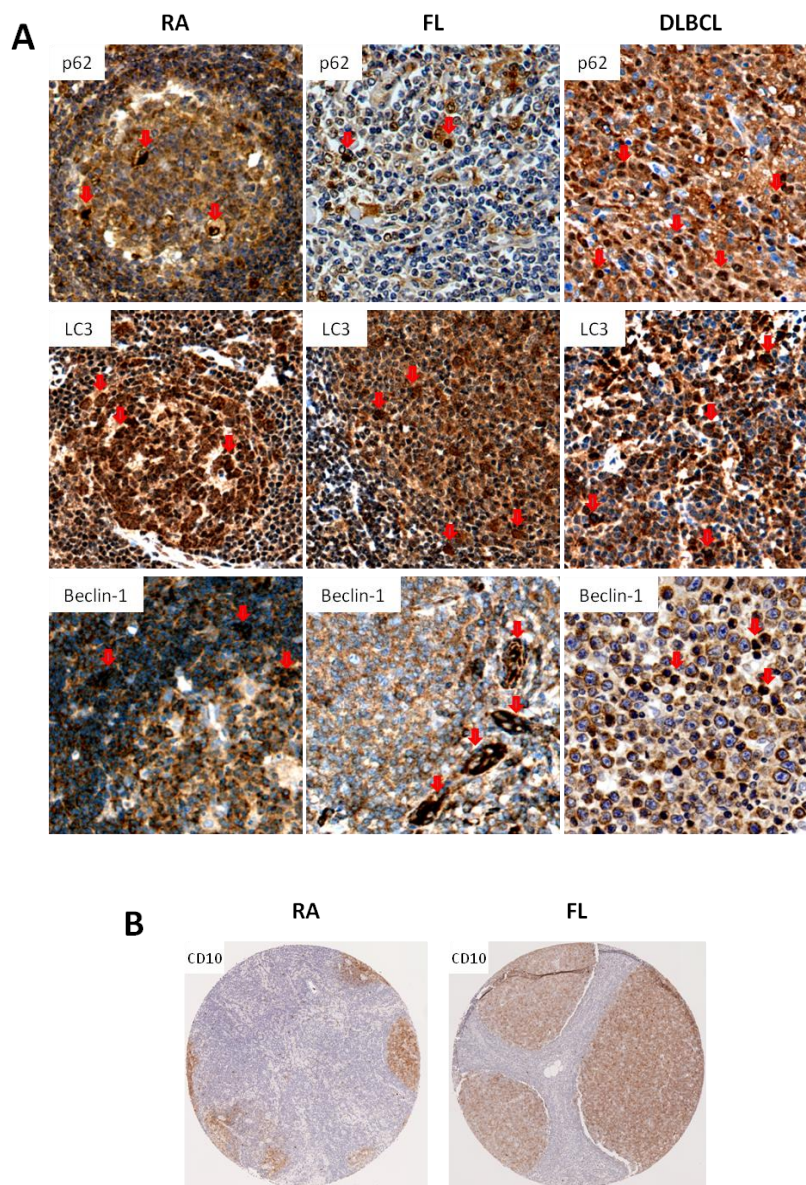 RA FL DLBCL
A
p62 p62 p62
LC3 LC3 LC3
Beclin-1 Beclin-1 Beclin-1
RA FL
B
CD10 CD10